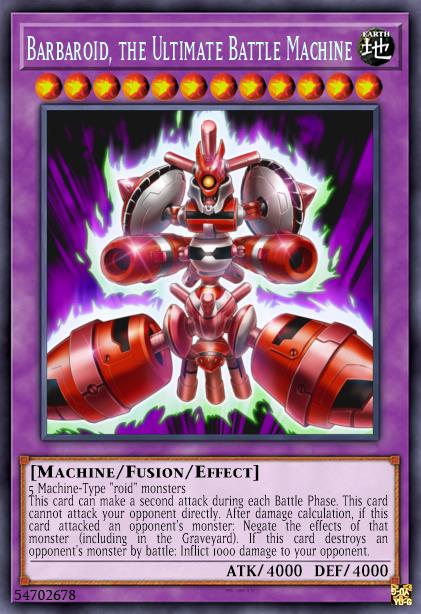 Barbaroid, the Ultimate Battle Machine
EARTH
地
[Machine/Fusion/Effect]
5 Machine-Type "roid" monsters
This card can make a second attack during each Battle Phase. This card
cannot attack your opponent directly. After damage calculation, if this
card attacked an opponent's monster: Negate the effects of that
monster (including in the Graveyard). If this card destroys an
opponent's monster by battle: Inflict 1000 damage to your opponent.
ATK/4000 DEF/4000
54702678